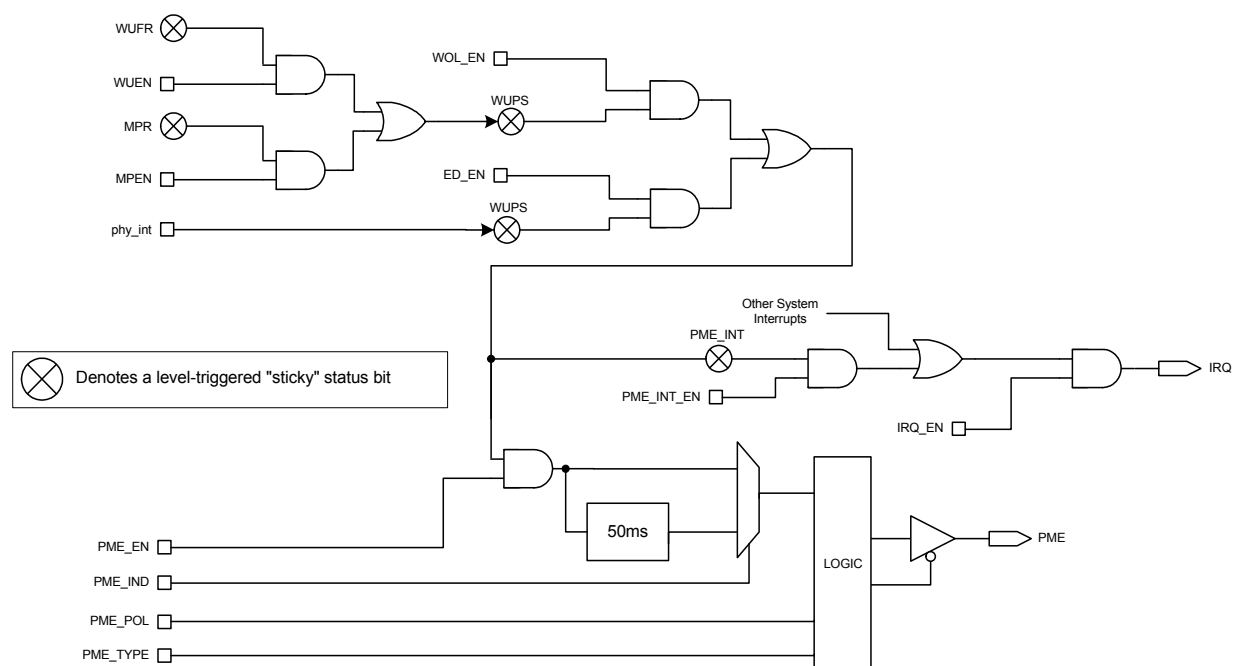 WUFR
WUEN
MPR
MPEN
phy_int
WOL_EN
WUPS
ED_EN
WUPS
Other System
Interrupts
PME_INT
PME_INT_EN
IRQ
IRQ_EN
Denotes a level-triggered "sticky" status bit
50ms
LOGIC
PME
PME_EN
PME_IND
PME_POL
PME_TYPE